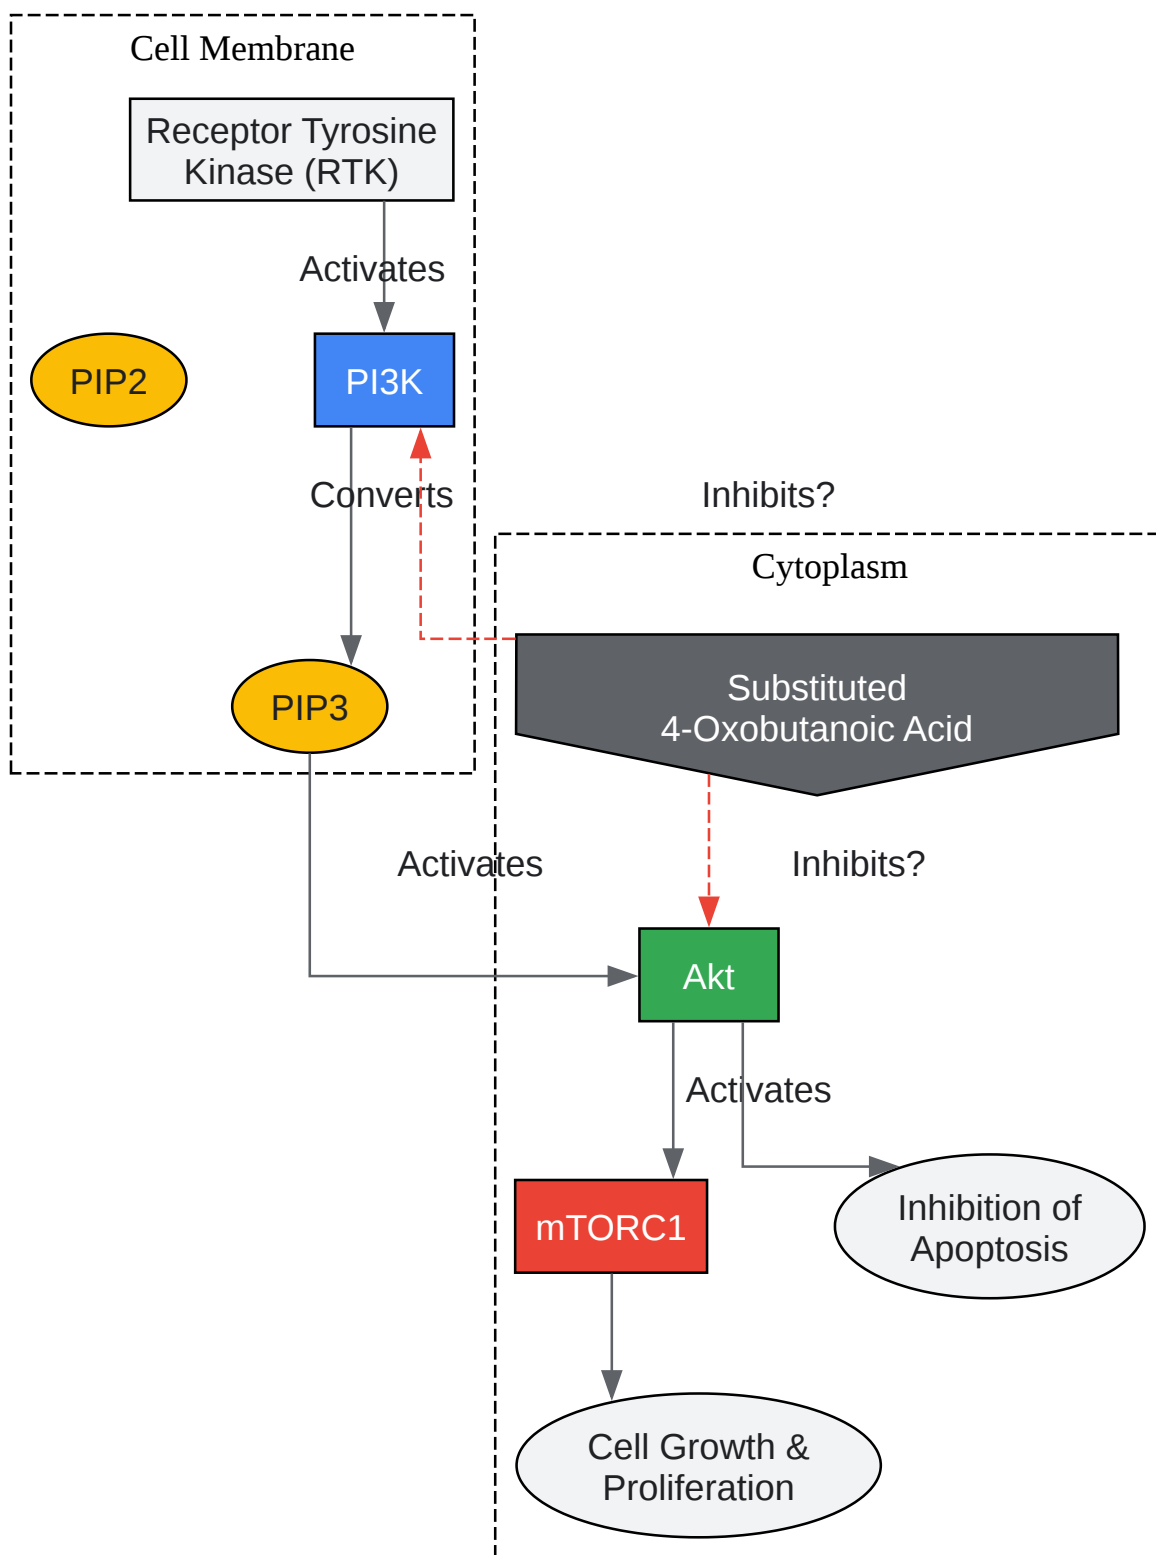 Cell Membrane
Receptor Tyrosine
Kinase (RTK)
Activates
PIP2
PI3K
Converts
Inhibits?
Cytoplasm
Substituted
4-Oxobutanoic Acid
PIP3
Activates
Inhibits?
Akt
Activates
mTORC1
Inhibition of
Apoptosis
Cell Growth &
Proliferation